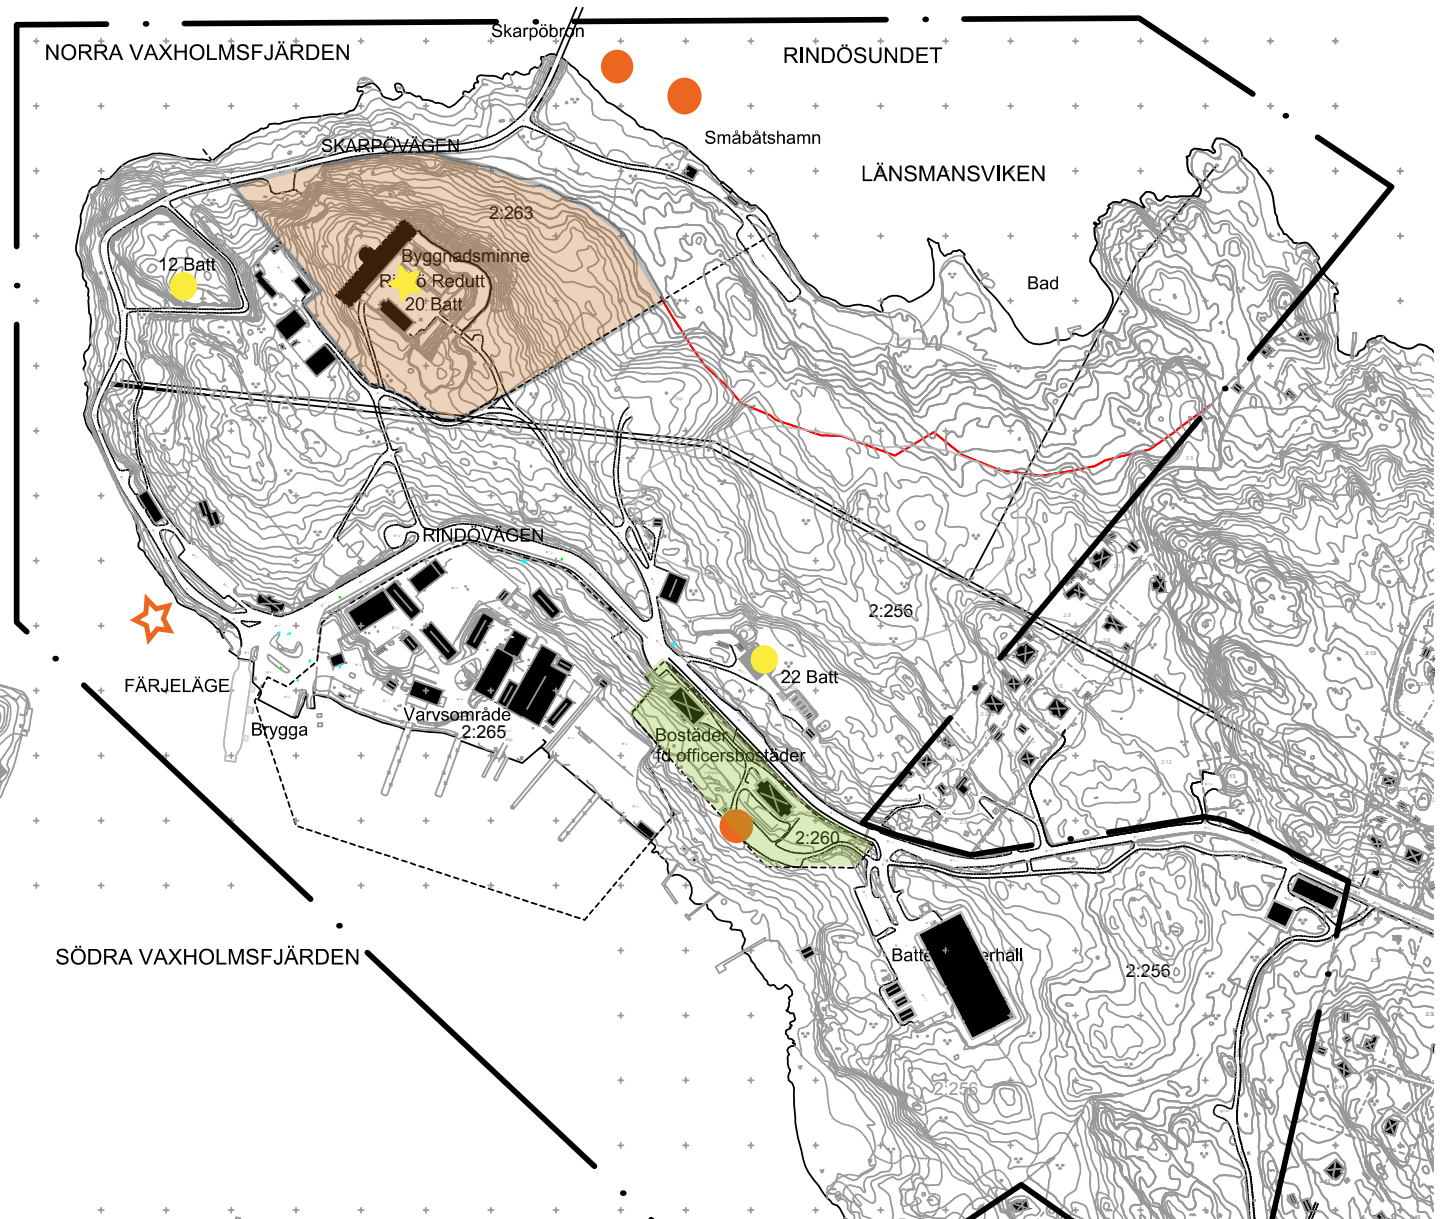 Skarpöbron
NORRA VAXHOLMSFJÄRDEN
RINDÖSUNDET
Småbåtshamn
SKARPÖVÄGEN
LÄNSMANSVIKEN
2:263
Byggnadsminne
12 Batt
Redutt
20 Batt
Bad
RINDÖVÄGEN
2:256
22 Batt
FÄRJELÄGE
Varvsområde
2:265
Brygga
Bostäder /
fd officersbostäder
2:260
SÖDRA VAXHOLMSFJÄRDEN
2:256
2:256